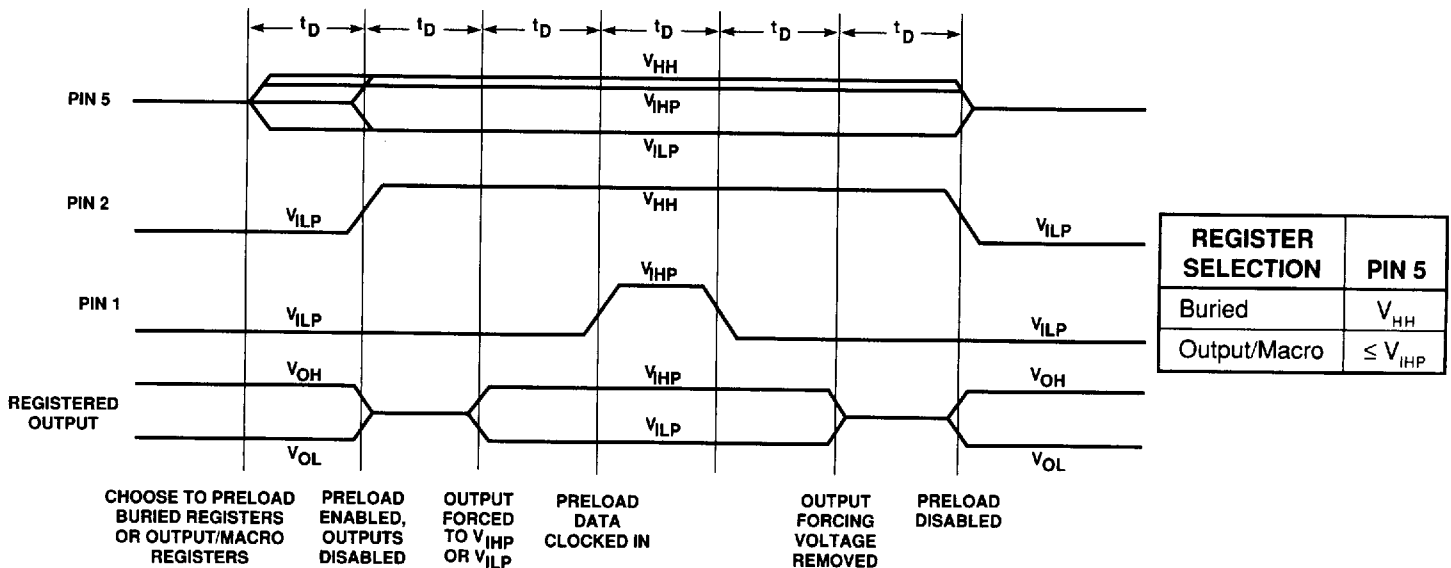 tD tD tD tD tD tD
VHH
PIN 5
VIHP
VILP
PIN 2
VILP
VHH
VILP
VIHP
PIN 1
VILP
VILP
VOH
VIHP
VOH
REGISTERED
OUTPUT
VILP
VOL
VOL
CHOOSE TO PRELOAD
BURIED REGISTERS
OR OUTPUT/MACRO
REGISTERS
PRELOAD
ENABLED,
OUTPUTS
DISABLED
OUTPUT
FORCED
TO VIHP
OR VILP
PRELOAD
DATA
CLOCKED IN
OUTPUT
FORCING
VOLTAGE
REMOVED
PRELOAD
DISABLED
REGISTER
SELECTION PIN 5
Buried VHH
Output/Macro ≤ VIHP